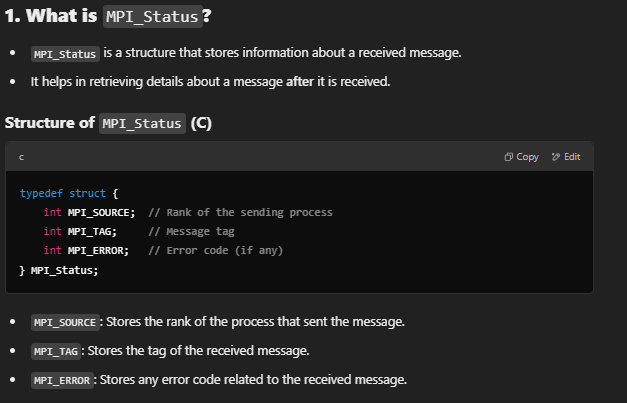 1. What is MPI_Status?
• MPI_Status is a structure that stores information about a received message.
• It helps in retrieving details about a message after it is received.
Structure of MPI_Status (C)
c Copy Edit
typedef struct {
    int MPI_SOURCE;  // Rank of the sending process
    int MPI_TAG;     // Message tag
    int MPI_ERROR;   // Error code (if any)
} MPI_Status;
• MPI_SOURCE: Stores the rank of the process that sent the message.
• MPI_TAG: Stores the tag of the received message.
• MPI_ERROR: Stores any error code related to the received message.